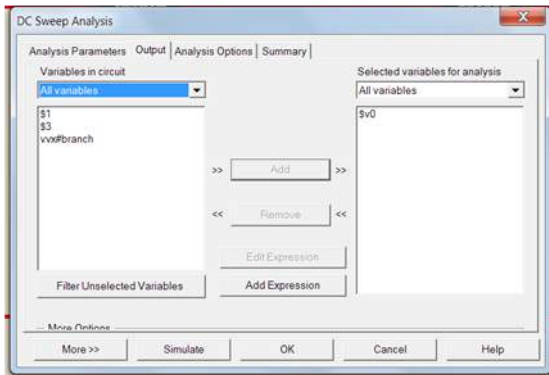 DC Sweep Analysis
Analysis Parameters Output Analysis Options Summary
Variables in circuit
All variables
$1
$3
vvx#branch
Filter Unselected Variables
>> Add >>
<< Remove <<
Edit Expression
Add Expression
Selected variables for analysis
All variables
$v0
More Options
More >> Simulate OK Cancel Help